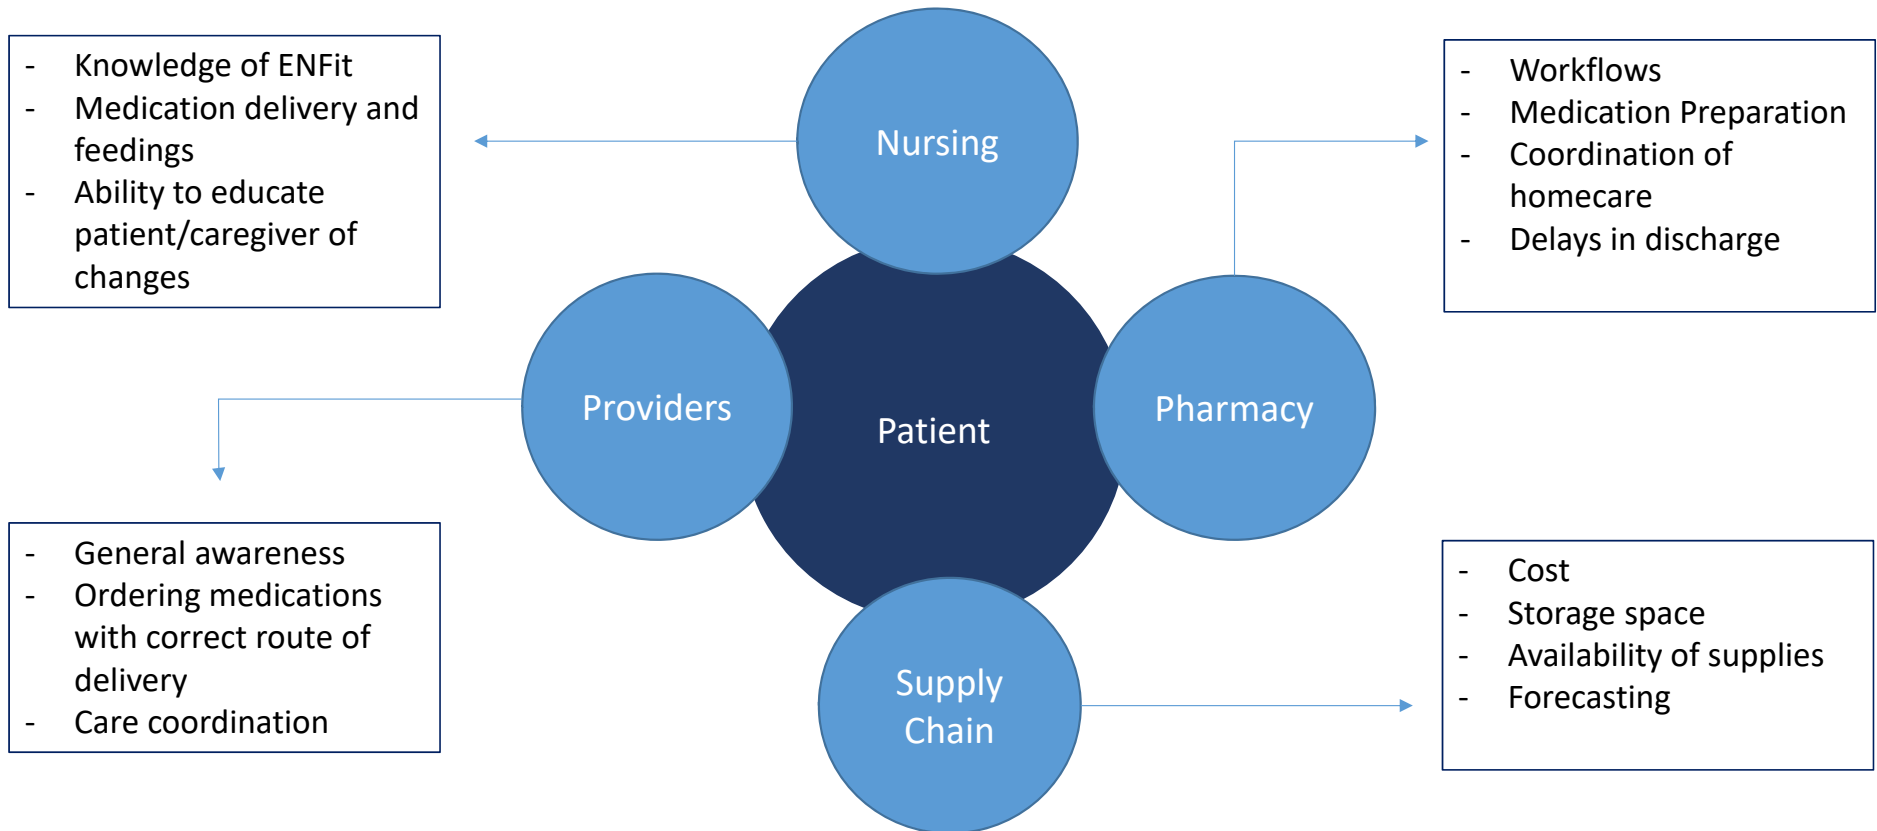 - Knowledge of ENFit
- Medication delivery and
feedings
- Ability to educate
patient/caregiver of
changes
Nursing
- Workflows
- Medication Preparation
- Coordination of
homecare
- Delays in discharge
Providers
Patient
Pharmacy
- General awareness
- Ordering medications
with correct route of
delivery
- Care coordination
Supply
Chain
- Cost
- Storage space
- Availability of supplies
- Forecasting